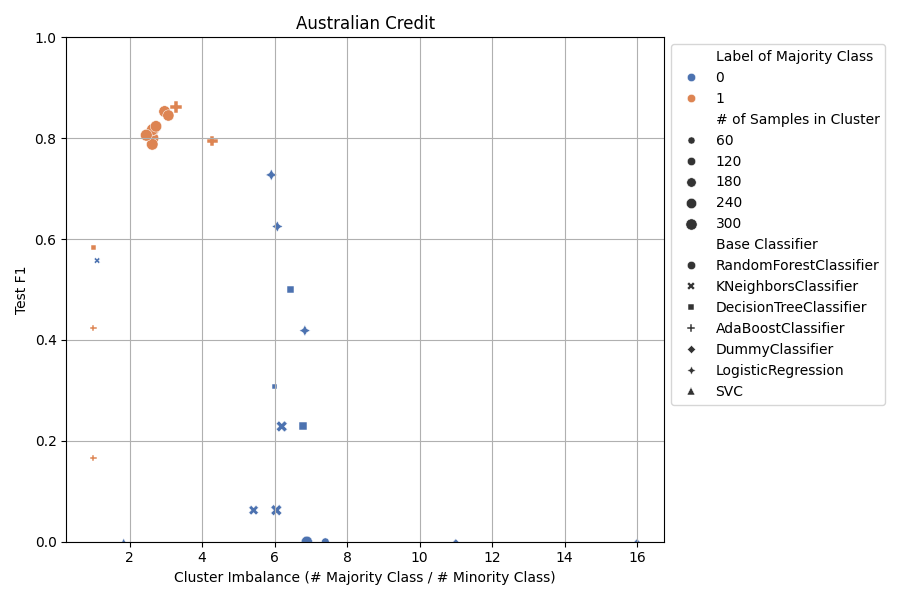 Australian Credit
1.0
0.8
0.6
0.4
0.2
0.0
Test F1
2
4
6
8
10
12
14
16
Cluster Imbalance (# Majority Class / # Minority Class)
Label of Majority Class
0
1
# of Samples in Cluster
60
120
180
240
300
Base Classifier
RandomForestClassifier
KNeighborsClassifier
DecisionTreeClassifier
AdaBoostClassifier
DummyClassifier
LogisticRegression
SVC